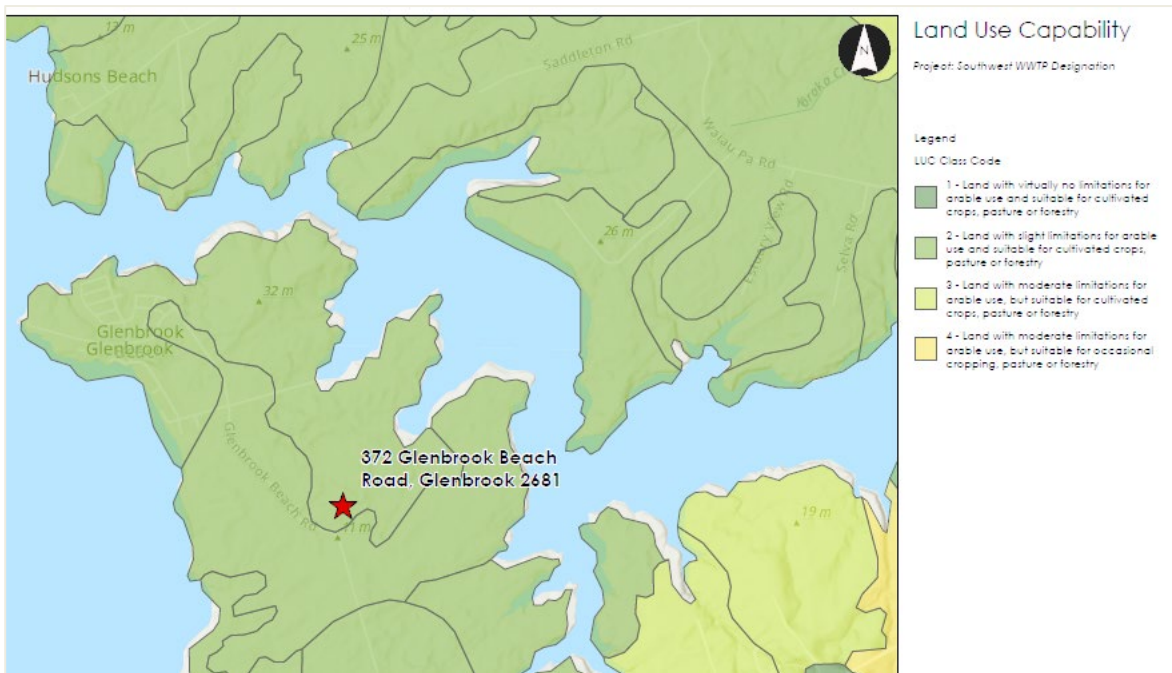 Land Use Capability
Project: Southwest WWTP Designation
Legend
LUC Class Code
1 - Land with virtually no limitations for
arable use and suitable for cultivated
crops, pasture or forestry
2 - Land with slight limitations for arable
use and suitable for cultivated crops,
pasture or forestry
3 - Land with moderate limitations for
arable use, but suitable for cultivated
crops, pasture or forestry
4 - Land with moderate limitations for
arable use, but suitable for occasional
cropping, pasture or forestry
N
13 m
25 m
Saddleton Rd
Hudsons Beach
Waiau Pa Rd
26 m
Estuary View Rd
Selva Rd
32 m
Glenbrook
Glenbrook
Glenbrook Beach Rd
372 Glenbrook Beach
Road, Glenbrook 2681
11 m
19 m